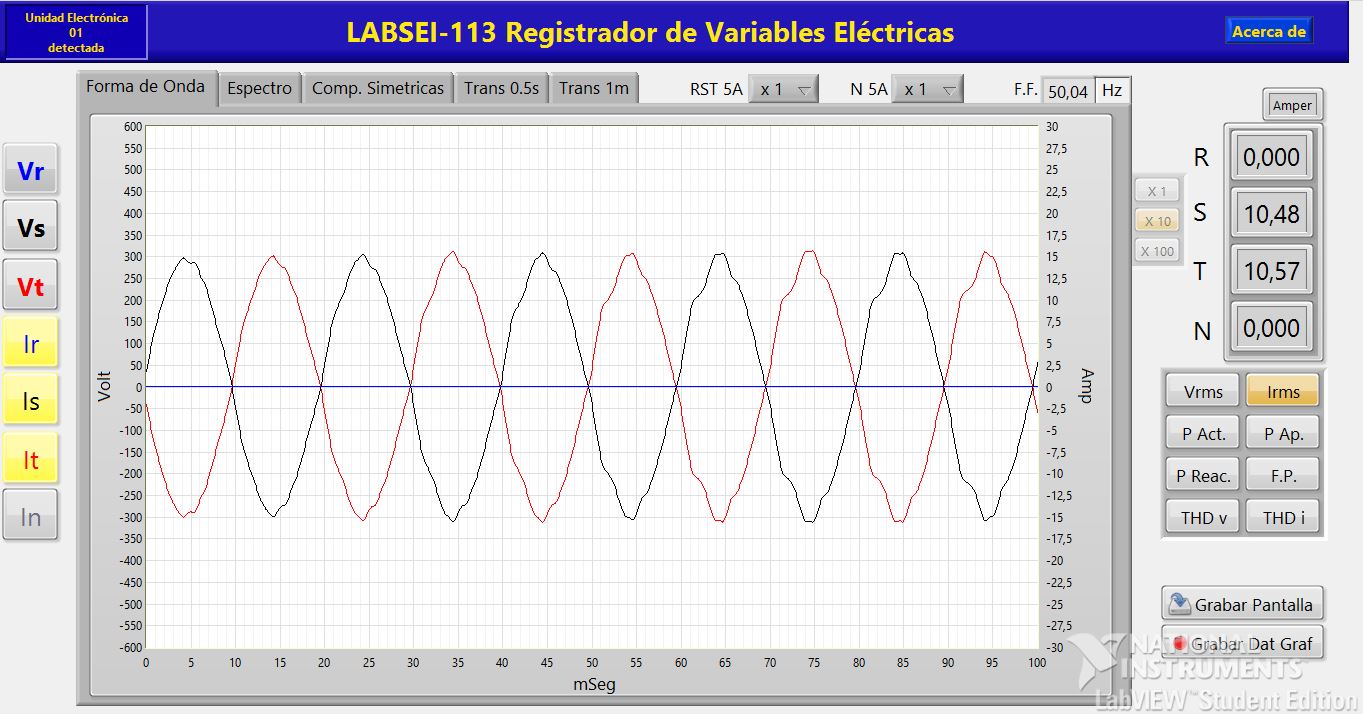 Unidad Electrónica
01
detectada
LABSEI-113 Registrador de Variables Eléctricas
Acerca de
Forma de Onda
Espectro
Comp. Simetricas
Trans 0.5s
Trans 1m
RST 5A x 1
N 5A x 1
F.F. 50,04 Hz
Vr
Vs
Vt
Ir
Is
It
In
Volt
600
550
500
450
400
350
300
250
200
150
100
50
0
-50
-100
-150
-200
-250
-300
-350
-400
-450
-500
-550
-600
0 5 10 15 20 25 30 35 40 45 50 55 60 65 70 75 80 85 90 95 100
mSeg
30
27,5
25
22,5
20
17,5
15
12,5
10
7,5
5
2,5
0
-2,5
-5
-7,5
-10
-12,5
-15
-17,5
-20
-22,5
-25
-27,5
-30
Amp
Amper
X 1
X 10
X 100
R 0,000
S 10,48
T 10,57
N 0,000
Vrms Irms
P Act. P Ap.
P Reac. F.P.
THD v THD i
Grabar Pantalla
Grabar Dat Graf
NATIONAL
INSTRUMENTS
LabVIEW™ Student Edition